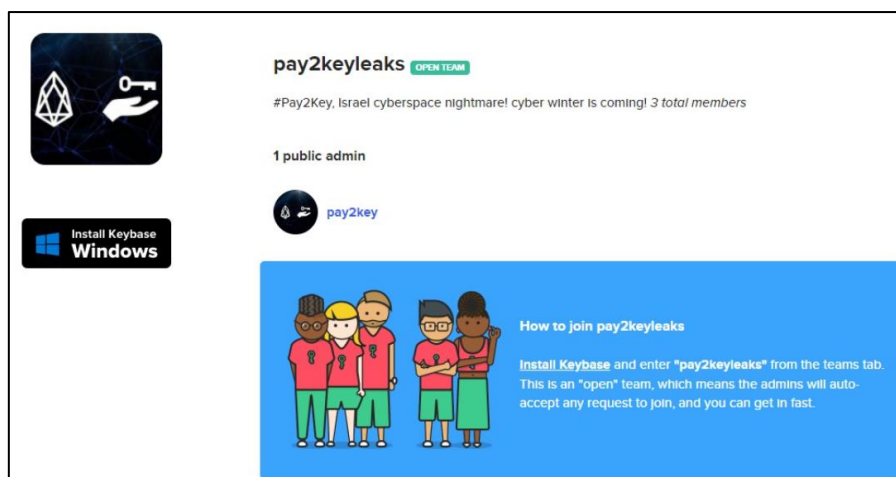 pay2keyleaks OPEN TEAM
#Pay2Key, Israel cyberspace nightmare! cyber winter is coming! 3 total members
1 public admin
pay2key
Install Keybase
Windows
How to join pay2keyleaks
Install Keybase and enter "pay2keyleaks" from the teams tab.
This is an "open" team, which means the admins will auto-
accept any request to join, and you can get in fast.